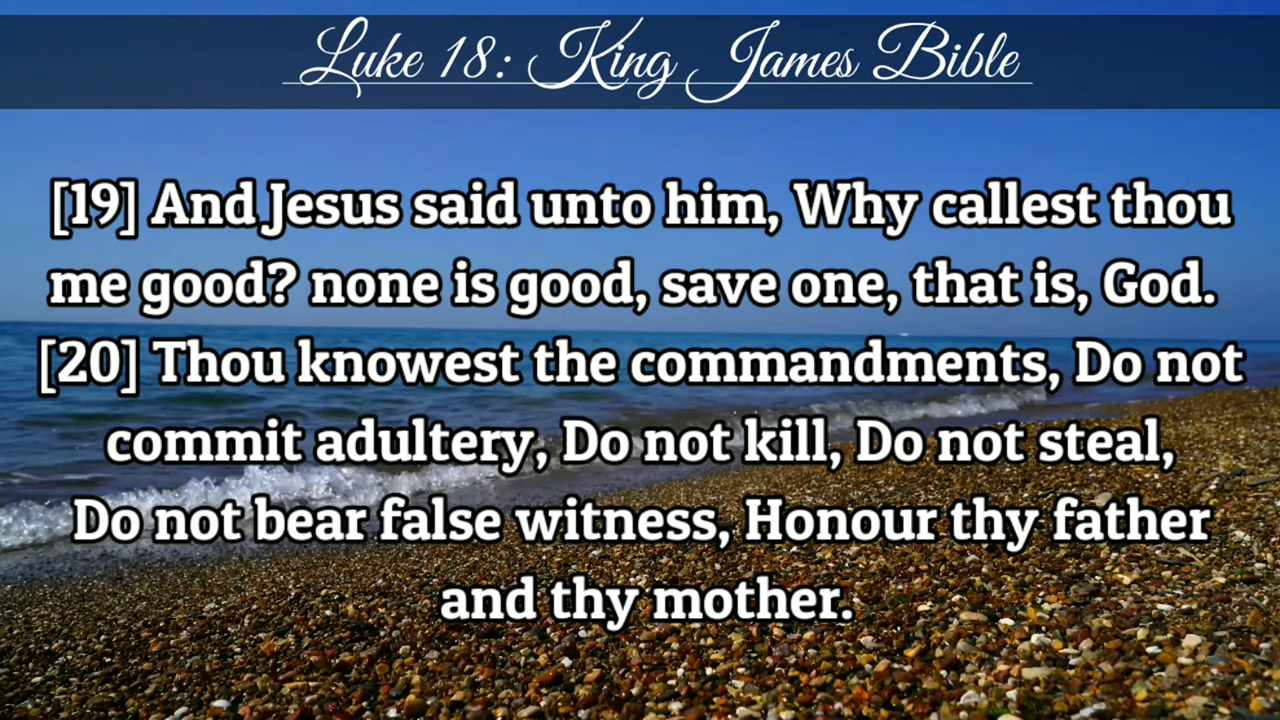 Luke 18: King James Bible
[19] And Jesus said unto him, Why callest thou
me good? none is good, save one, that is, God.
[20] Thou knowest the commandments, Do not
commit adultery, Do not kill, Do not steal,
Do not bear false witness, Honour thy father
and thy mother.